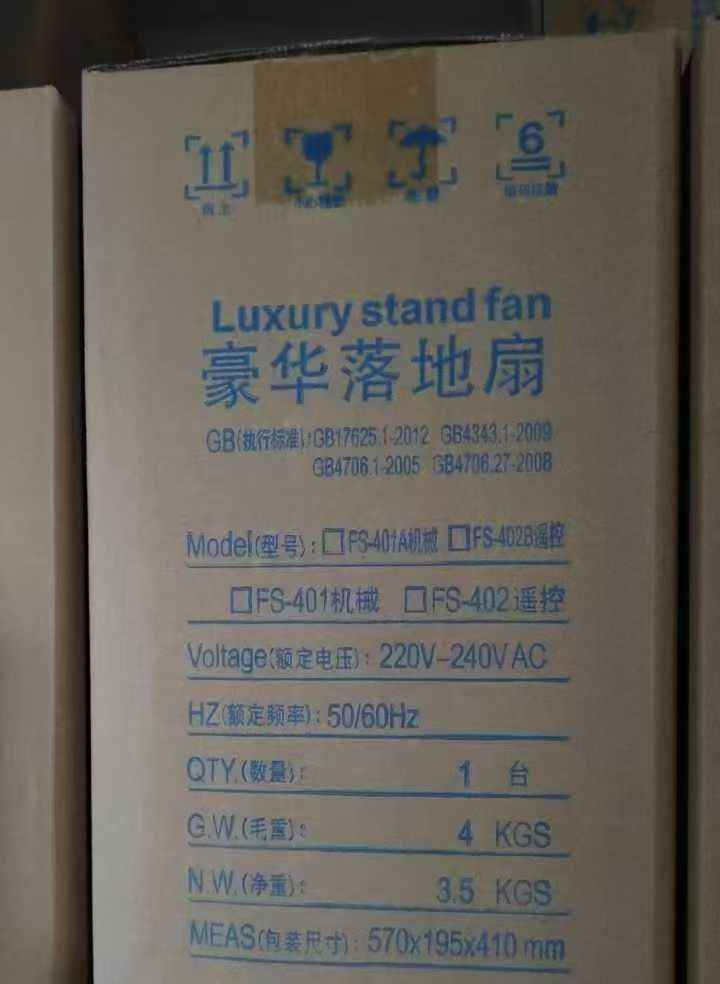 6
Luxury stand fan
豪华落地扇
GB(执行标准):GB17625.1-2012 GB4343.1-2009
GB4706.1-2005 GB4706.27-2008
Model(型号): □FS-401A机械 □FS-402B遥控
□FS-401机械 □FS-402遥控
Voltage(额定电压): 220V-240V AC
HZ(额定频率): 50/60Hz
QTY.(数量): 1 台
G.W.(毛重): 4 KGS
N.W.(净重): 3.5 KGS
MEAS(包装尺寸): 570x195x410 mm